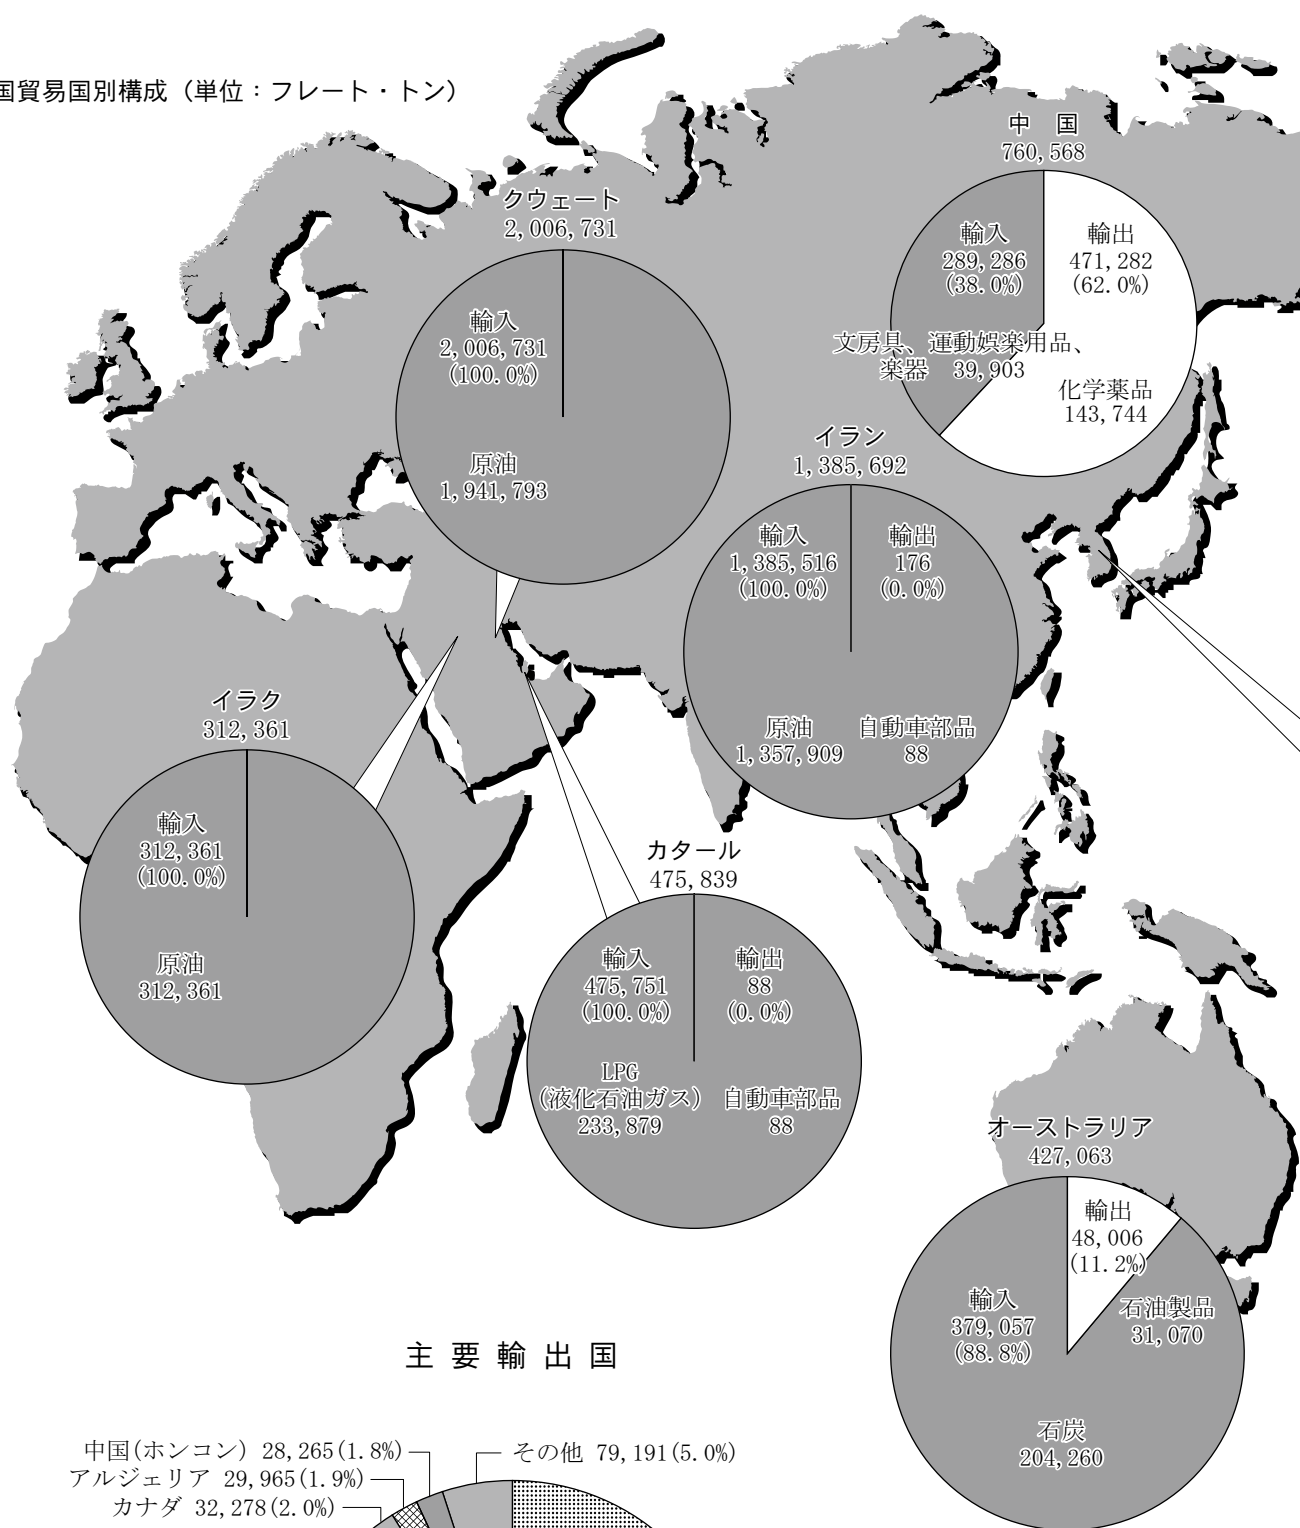 国貿易国別構成（単位：フレート・トン）
中　国
760,568
輸入
289,286
(38.0%)
輸出
471,282
(62.0%)
文房具、運動娯楽用品、
楽器　39,903
化学薬品
143,744
クウェート
2,006,731
輸入
2,006,731
(100.0%)
原油
1,941,793
イラン
1,385,692
輸入
1,385,516
(100.0%)
輸出
176
(0.0%)
原油
1,357,909
自動車部品
88
イラク
312,361
輸入
312,361
(100.0%)
原油
312,361
カタール
475,839
輸入
475,751
(100.0%)
輸出
88
(0.0%)
LPG
（液化石油ガス）
233,879
自動車部品
88
オーストラリア
427,063
輸出
48,006
(11.2%)
輸入
379,057
(88.8%)
石油製品
31,070
石炭
204,260
主要輸出国
中国(ホンコン) 28,265(1.8%)
その他 79,191(5.0%)
アルジェリア 29,965(1.9%)
カナダ 32,278(2.0%)